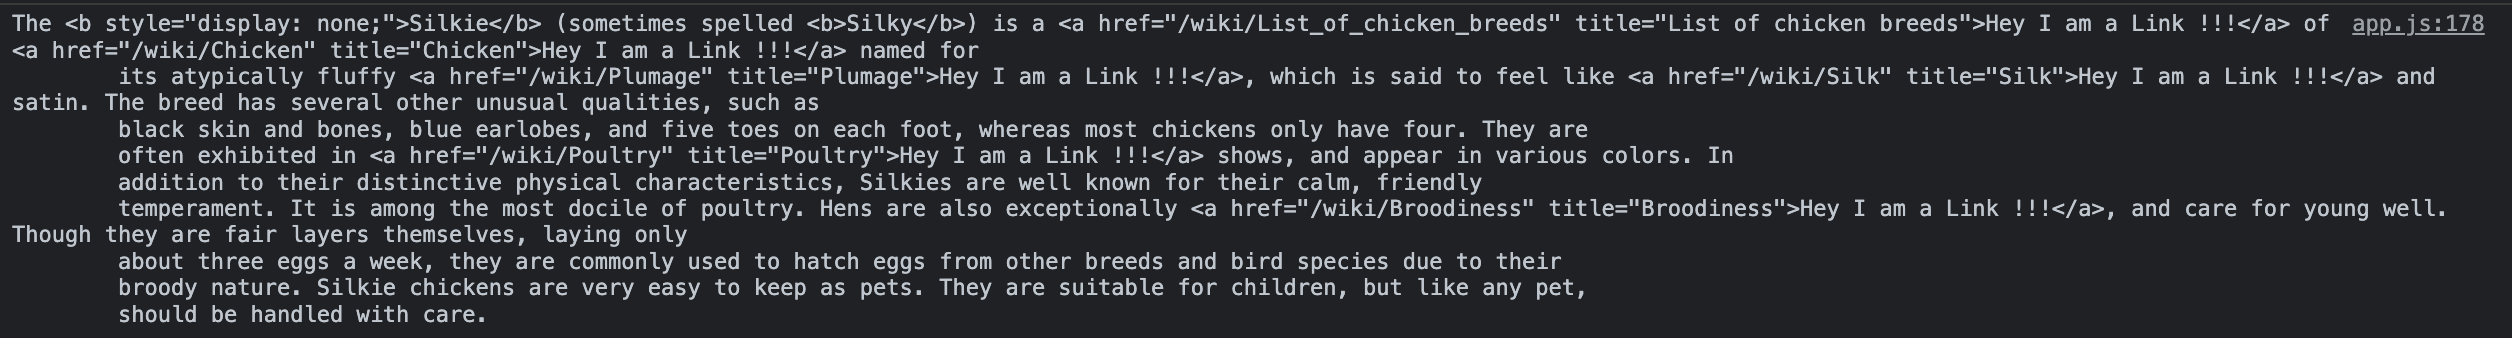 The <b style="display: none;">Silkie</b> (sometimes spelled <b>Silky</b>) is a <a href="/wiki/List_of_chicken_breeds" title="List of chicken breeds">Hey I am a Link !!!</a> of app.js:178
<a href="/wiki/Chicken" title="Chicken">Hey I am a Link !!!</a> named for
its atypically fluffy <a href="/wiki/Plumage" title="Plumage">Hey I am a Link !!!</a>, which is said to feel like <a href="/wiki/Silk" title="Silk">Hey I am a Link !!!</a> and
satin. The breed has several other unusual qualities, such as
black skin and bones, blue earlobes, and five toes on each foot, whereas most chickens only have four. They are
often exhibited in <a href="/wiki/Poultry" title="Poultry">Hey I am a Link !!!</a> shows, and appear in various colors. In
addition to their distinctive physical characteristics, Silkies are well known for their calm, friendly
temperament. It is among the most docile of poultry. Hens are also exceptionally <a href="/wiki/Broodiness" title="Broodiness">Hey I am a Link !!!</a>, and care for young well.
Though they are fair layers themselves, laying only
about three eggs a week, they are commonly used to hatch eggs from other breeds and bird species due to their
broody nature. Silkie chickens are very easy to keep as pets. They are suitable for children, but like any pet,
should be handled with care.